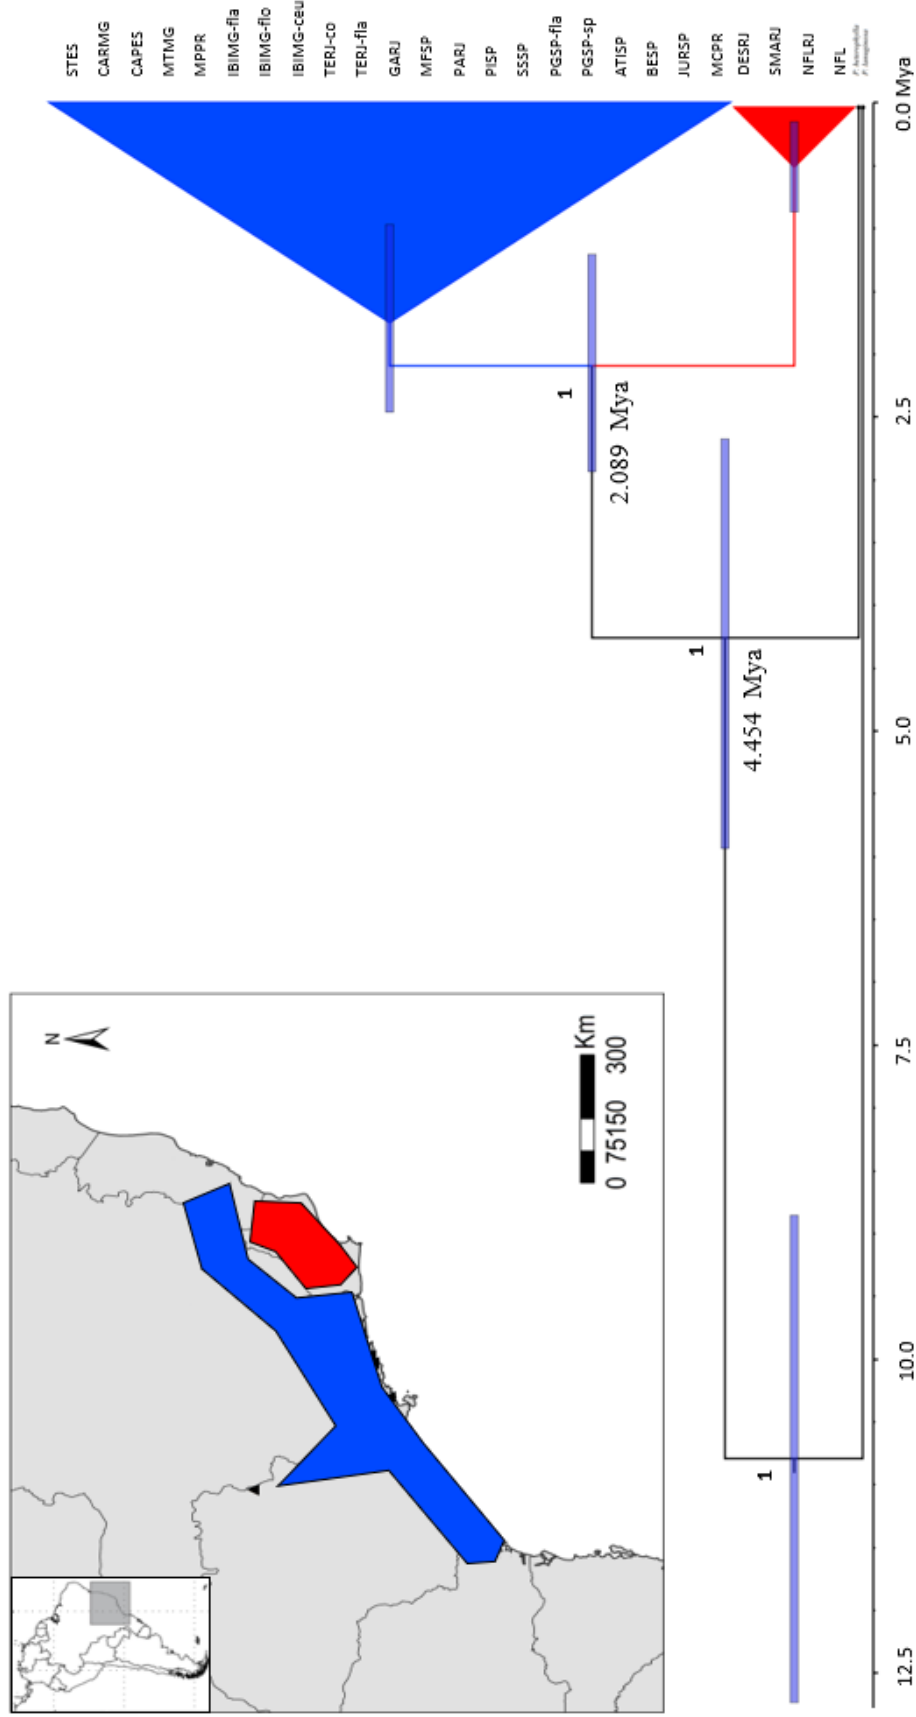 STES
CARMG
CAPES
MTMG
MPPR
IBIMG-fla
IBIMG-flo
IBIMG-ceu
TERJ-co
TERJ-fla
GARJ
MFSP
PARJ
PISP
SSSP
PGSP-fla
PGSP-sp
ATISP
BESP
JURSP
MCPR
DESRJ
SMARJ
NFLRJ
NFL
1
2.089 Mya
1
4.454 Mya
1
N
Km
0 75 150 300
12.5 10.0 7.5 5.0 2.5 0.0 Mya